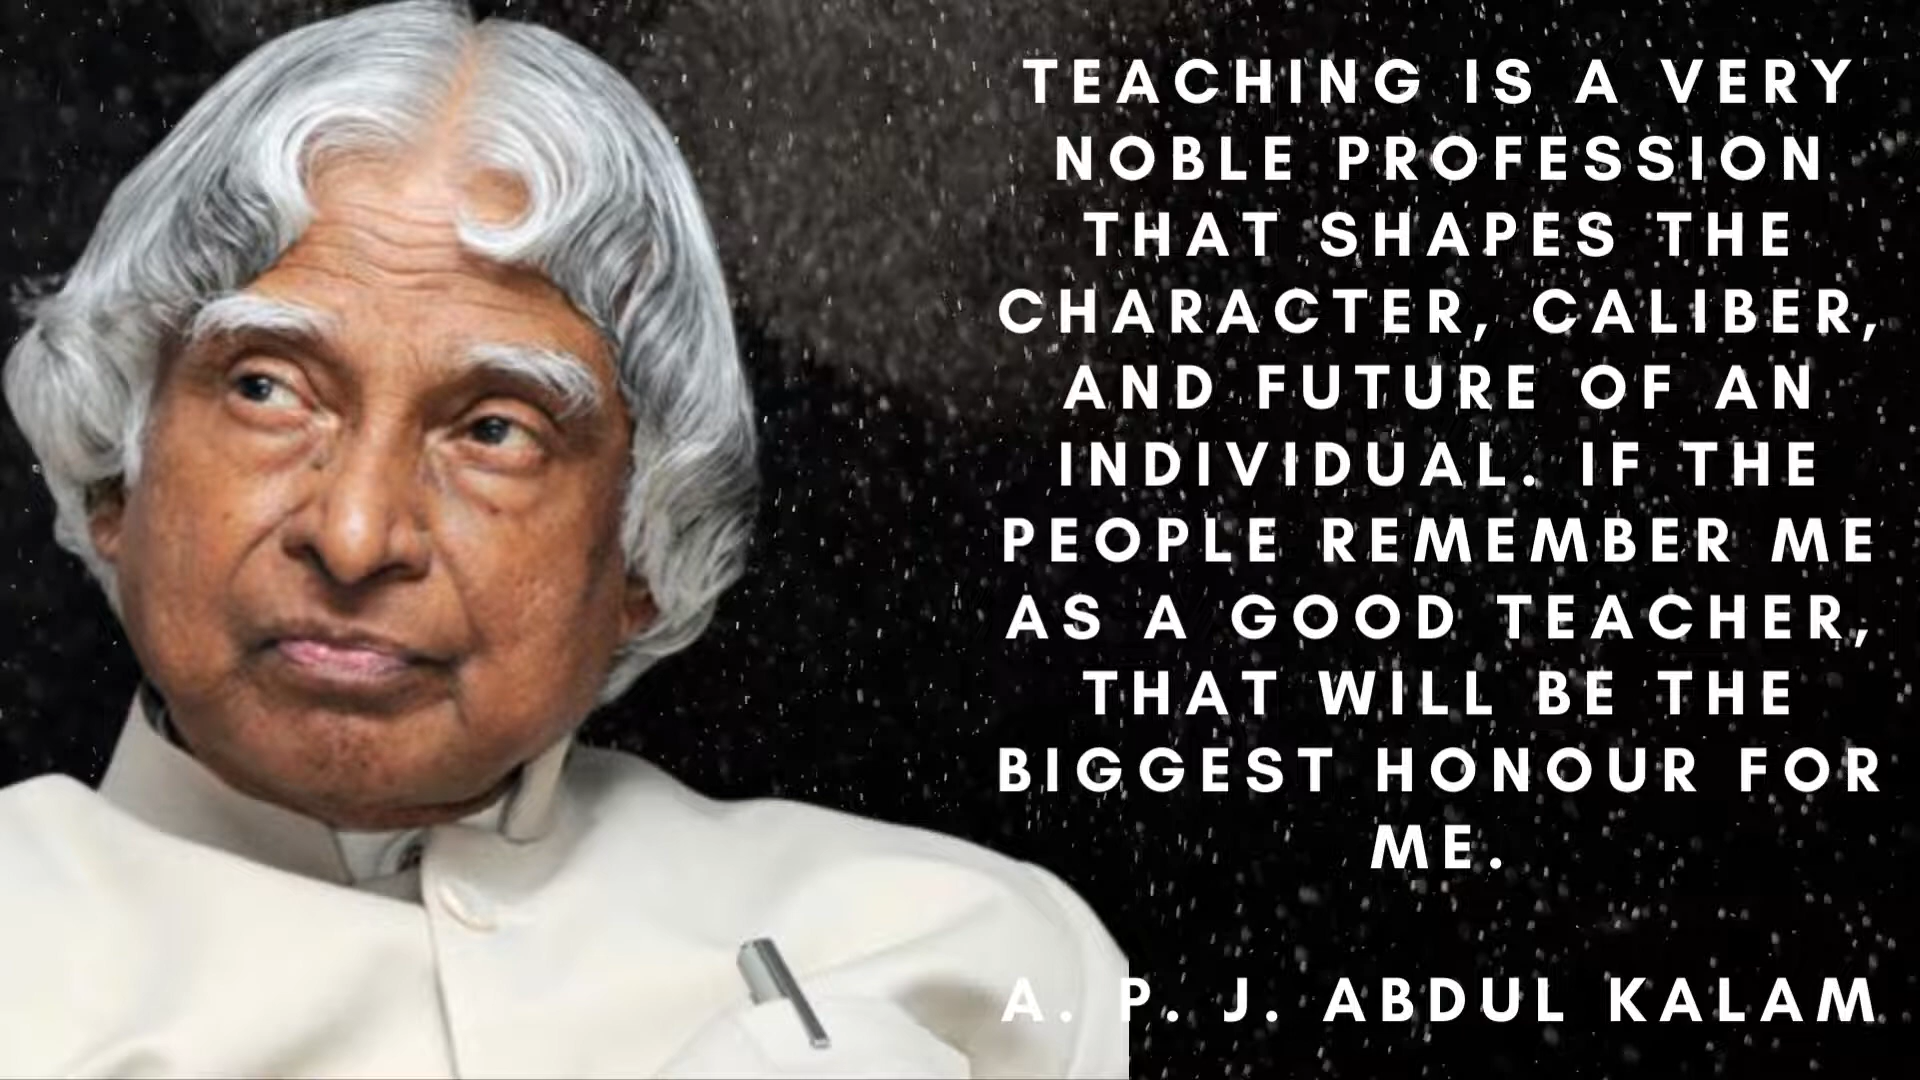 TEACHING IS A VERY
NOBLE PROFESSION
THAT SHAPES THE
CHARACTER, CALIBER,
AND FUTURE OF AN
INDIVIDUAL. IF THE
PEOPLE REMEMBER ME
AS A GOOD TEACHER,
THAT WILL BE THE
BIGGEST HONOUR FOR
ME.
A. P. J. ABDUL KALAM